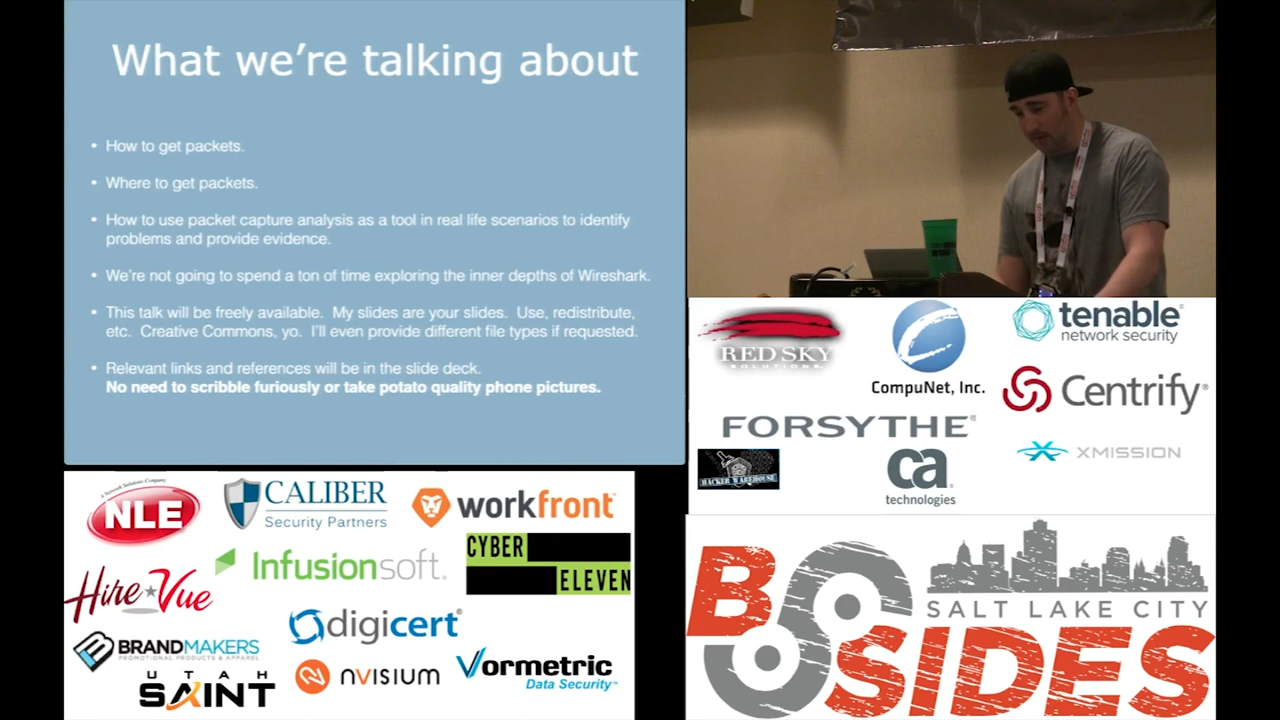 What we're talking about
• How to get packets.
• Where to get packets.
• How to use packet capture analysis as a tool in real life scenarios to identify
problems and provide evidence.
• We're not going to spend a ton of time exploring the inner depths of Wireshark.
• This talk will be freely available. My slides are your slides. Use, redistribute,
etc. Creative Commons, yo. I'll even provide different file types if requested.
• Relevant links and references will be in the slide deck.
No need to scribble furiously or take potato quality phone pictures.
RED SKY
SOLUTIONS
CompuNet, Inc.
tenable
network security
Centrify
FORSYTHE
XMISSION
HACKER WAREHOUSE
ca
technologies
A Network Solutions Company
NLE
CALIBER
Security Partners
workfront
Infusionsoft
CYBER
ELEVEN
Hire Vue
digicert
BRANDMAKERS
PROMOTIONAL PRODUCTS & APPAREL
UTAH
SAINT
nVISIUM
Vormetric
Data Security
SALT LAKE CITY
BSIDES